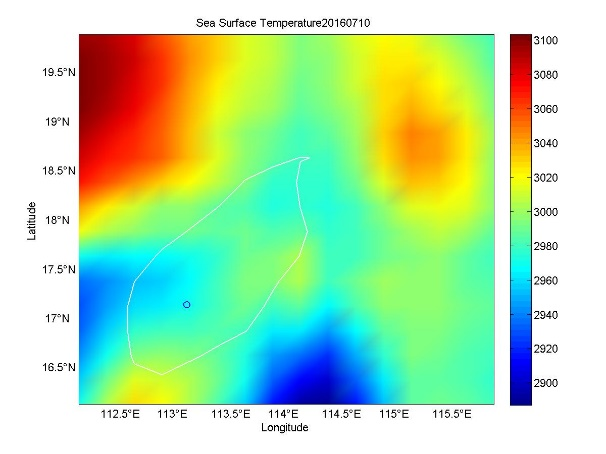 Sea Surface Temperature20160710
19.5°N
19°N
18.5°N
18°N
17.5°N
17°N
16.5°N
Latitude
112.5°E 113°E 113.5°E 114°E 114.5°E 115°E 115.5°E
Longitude
3100
3080
3060
3040
3020
3000
2980
2960
2940
2920
2900